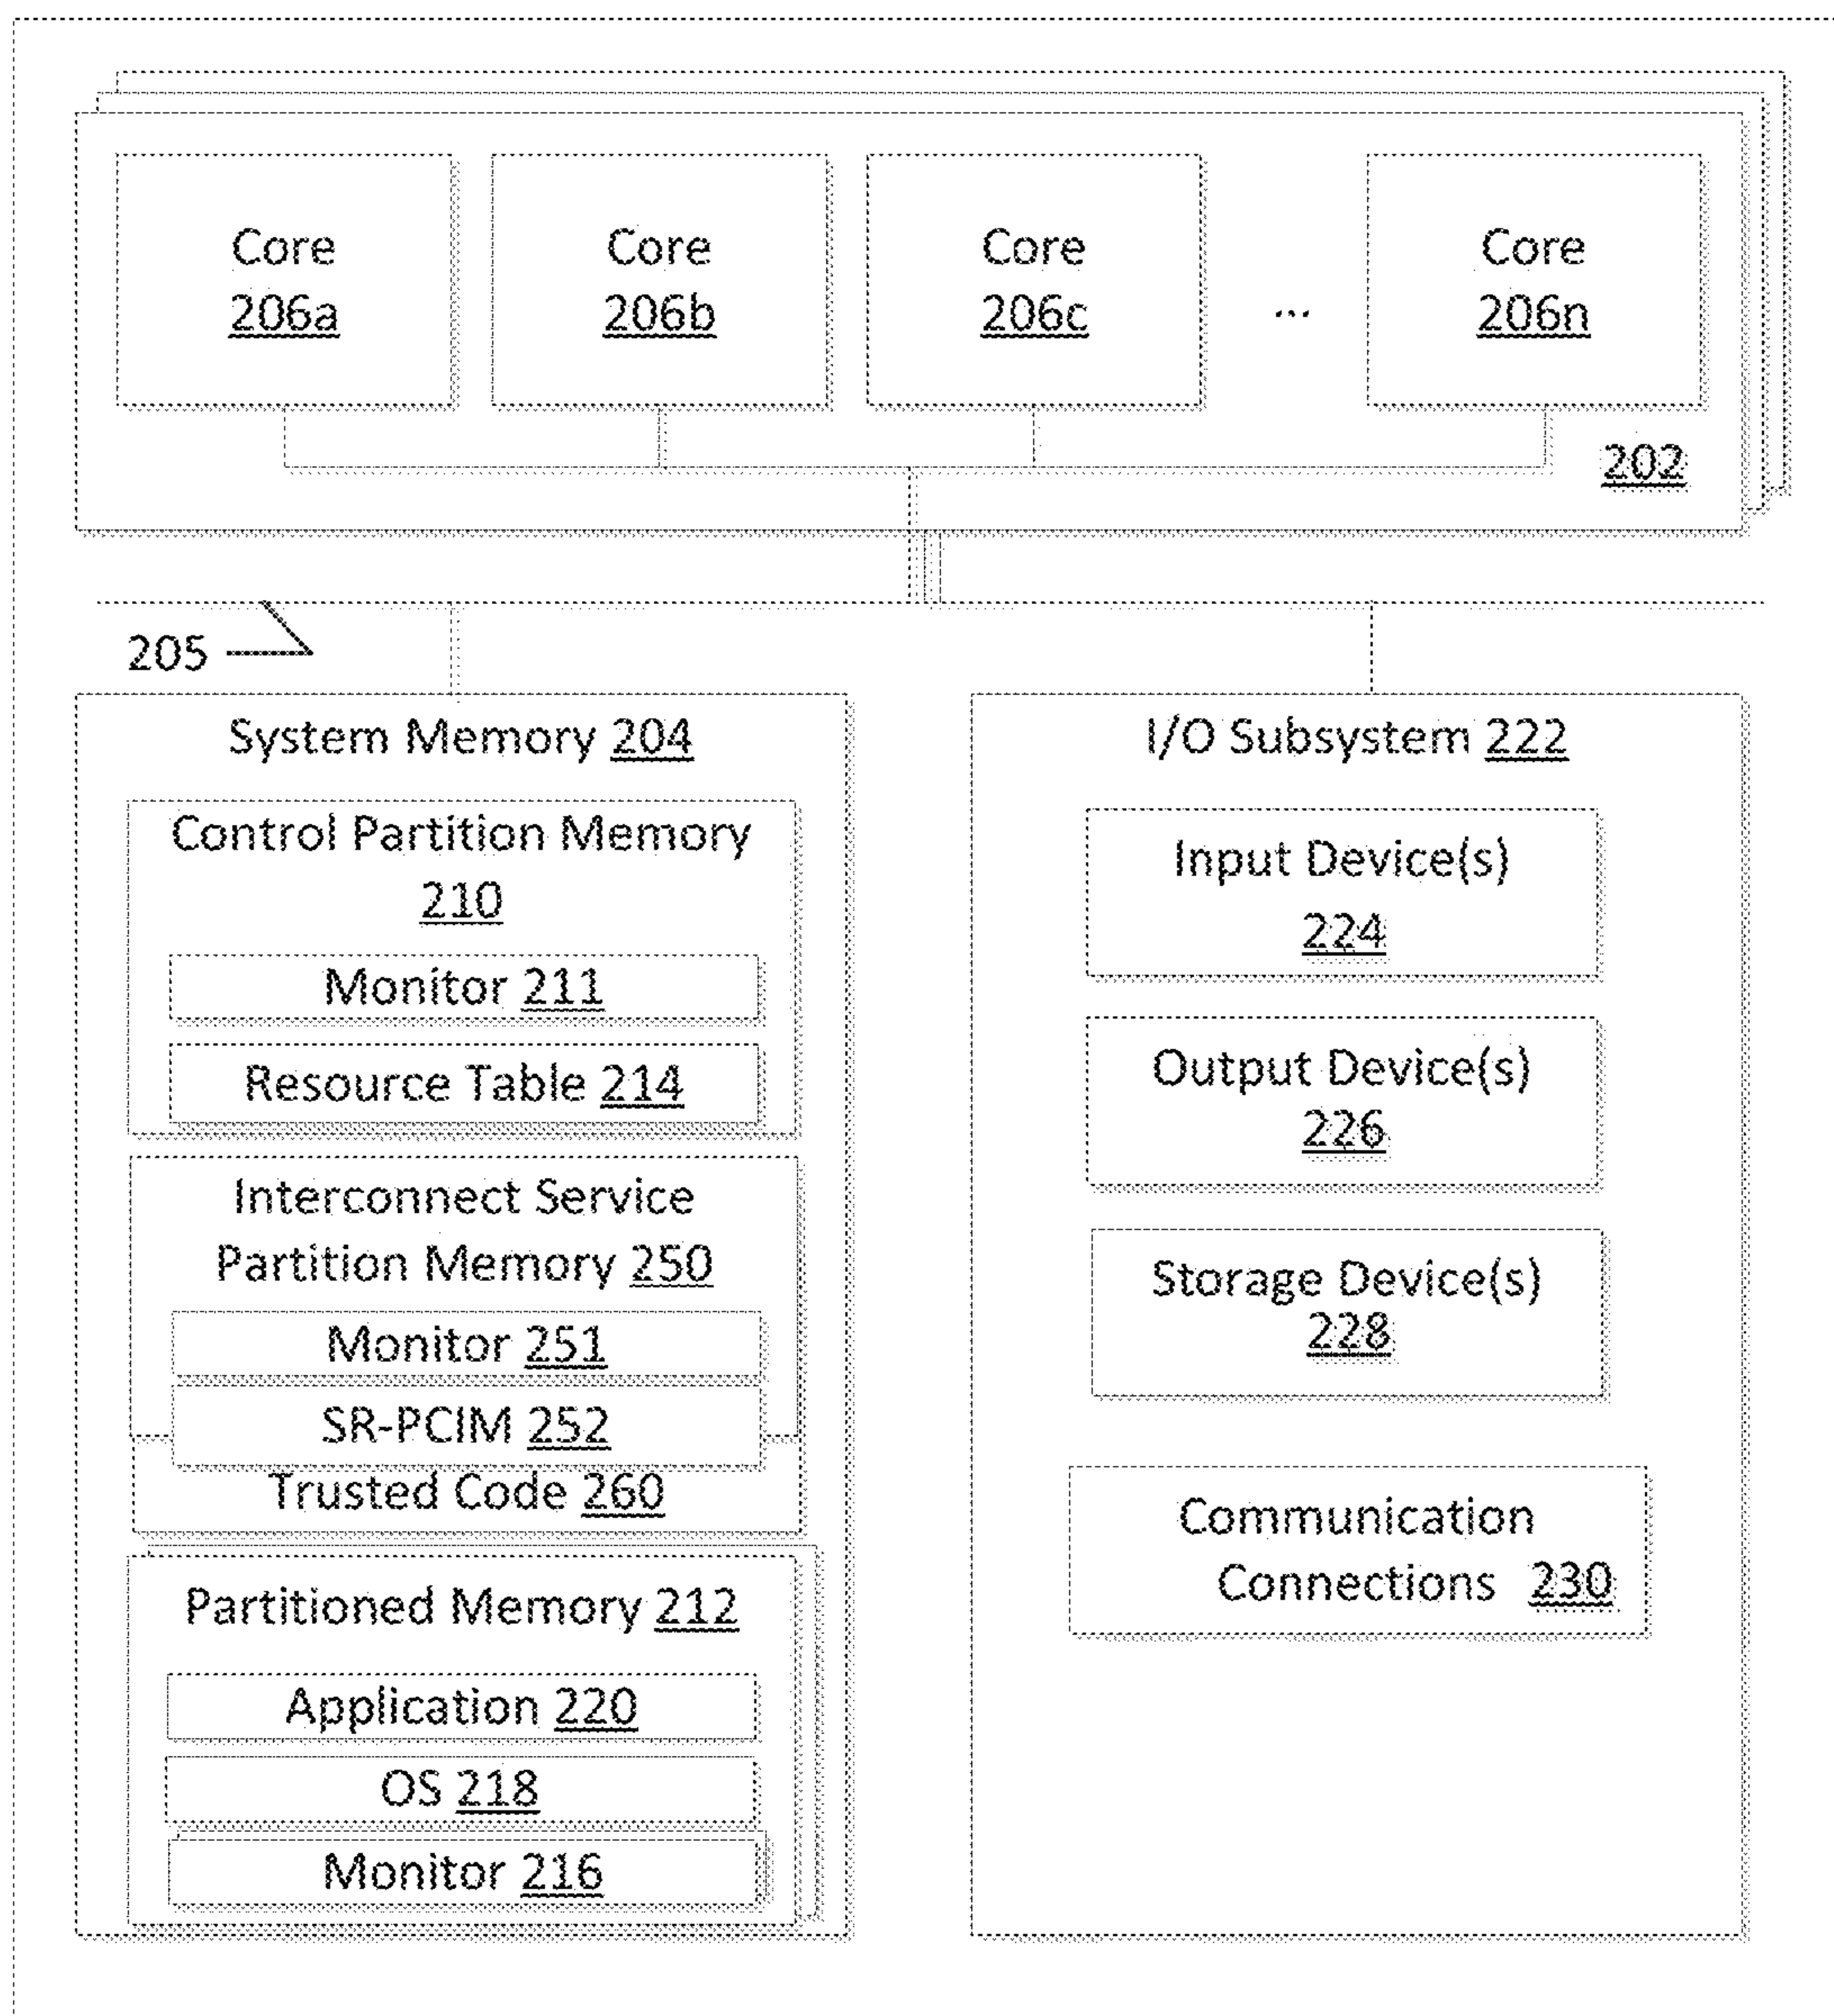 Core
206a
Core
206b
Core
206c
...
Core
206n
202
205
System Memory 204
Control Partition Memory
210
Monitor 211
Resource Table 214
Interconnect Service
Partition Memory 250
Monitor 251
SR-PCIM 252
Trusted Code 260
Partitioned Memory 212
Application 220
OS 218
Monitor 216
I/O Subsystem 222
Input Device(s)
224
Output Device(s)
226
Storage Device(s)
228
Communication
Connections 230